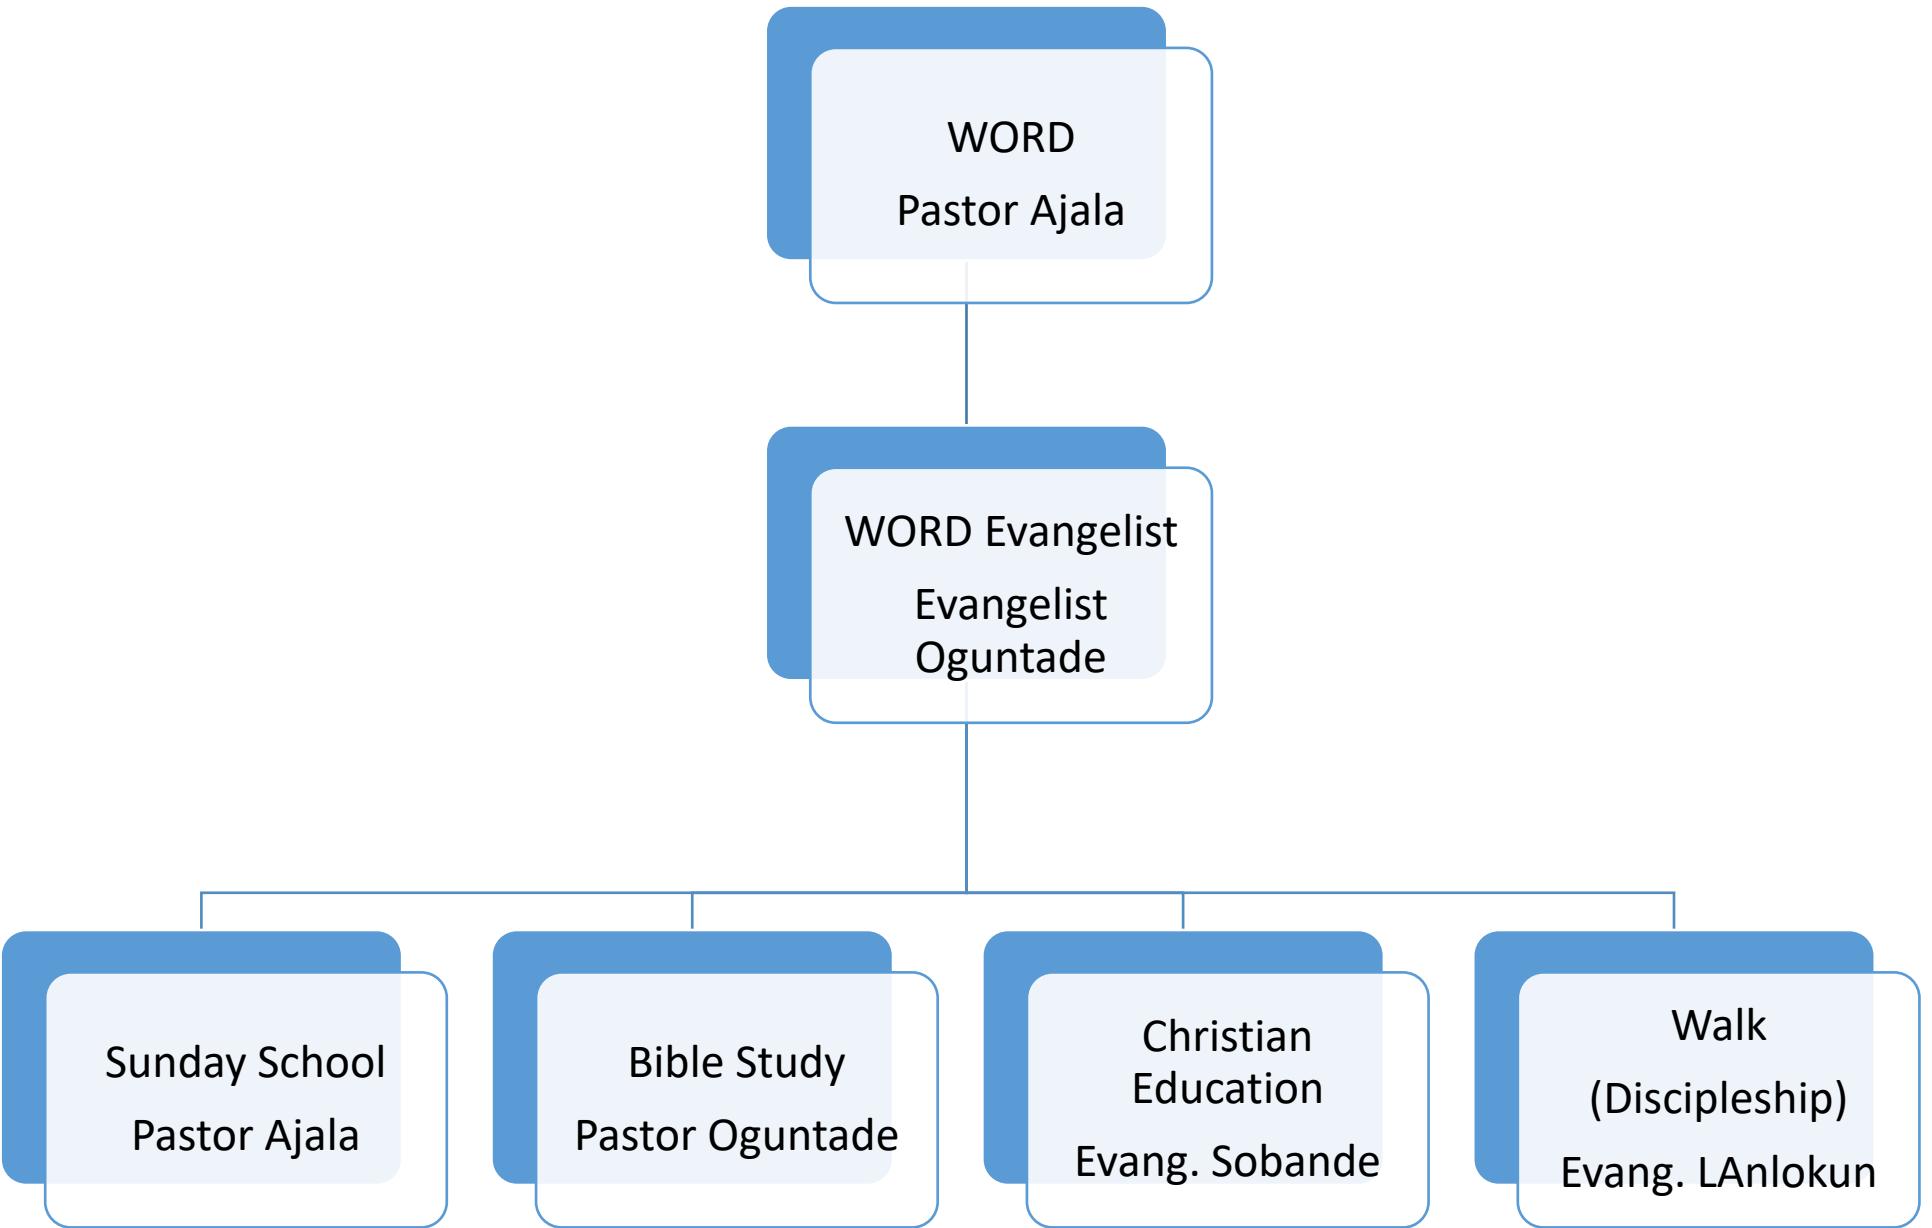 WORD
Pastor Ajala
WORD Evangelist
Evangelist
Oguntade
Sunday School
Pastor Ajala
Bible Study
Pastor Oguntade
Christian
Education
Evang. Sobande
Walk
(Discipleship)
Evang. LAnlokun